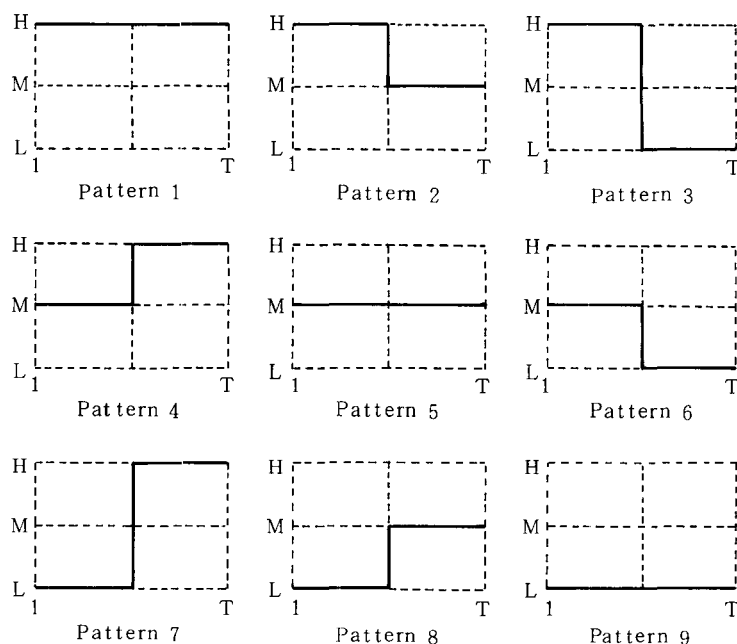 H H H
M M M
L L L
1 T 1 T 1 T
Pattern 1 Pattern 2 Pattern 3
H H H
M M M
L L L
1 T 1 T 1 T
Pattern 4 Pattern 5 Pattern 6
H H H
M M M
L L L
1 T 1 T 1 T
Pattern 7 Pattern 8 Pattern 9